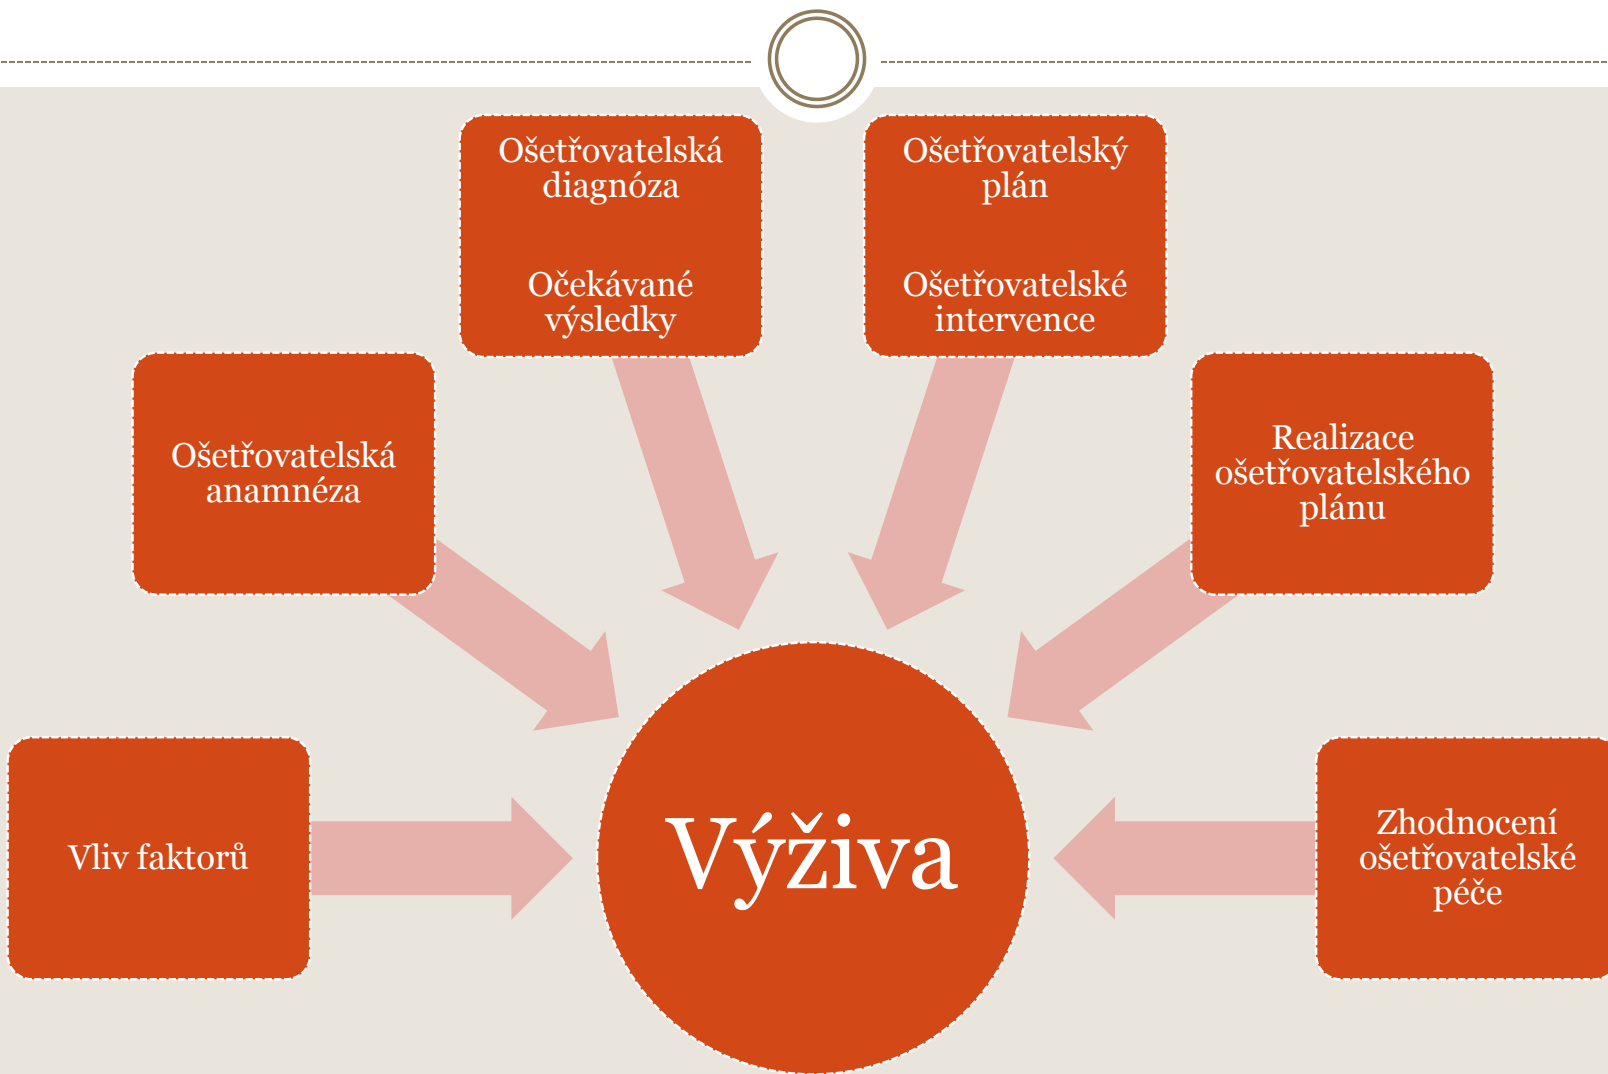 Ošetřovatelská
diagnóza
Očekávané
výsledky
Ošetřovatelský
plán
Ošetřovatelské
intervence
Ošetřovatelská
anamnéza
Realizace
ošetřovatelského
plánu
Vliv faktorů
Výživa
Zhodnocení
ošetřovatelské
péče